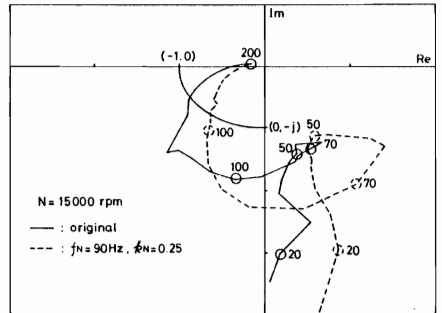 Im
200
Re
(-1.0)
100
(0,-j)
50
50
70
100
70
N=15000 rpm
—— : original
---- : fN=90Hz, kN=0.25
20
20